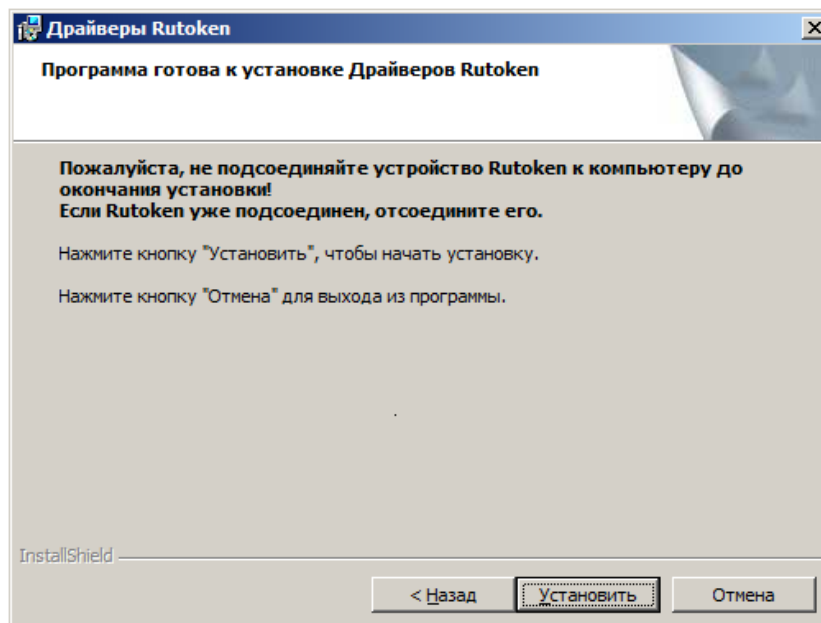 Драйверы Rutoken
Программа готова к установке Драйверов Rutoken
Пожалуйста, не подсоединяйте устройство Rutoken к компьютеру до
окончания установки!
Если Rutoken уже подсоединен, отсоедините его.
Нажмите кнопку "Установить", чтобы начать установку.
Нажмите кнопку "Отмена" для выхода из программы.
InstallShield
< Назад
Установить
Отмена